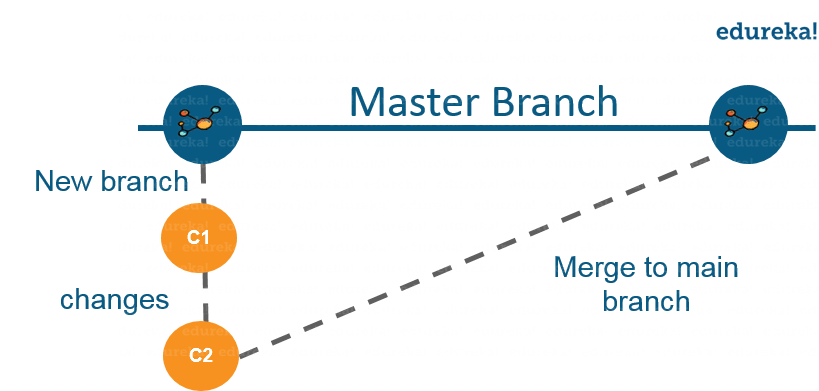 edureka!
Master Branch
New branch
C1
changes
C2
Merge to main
branch